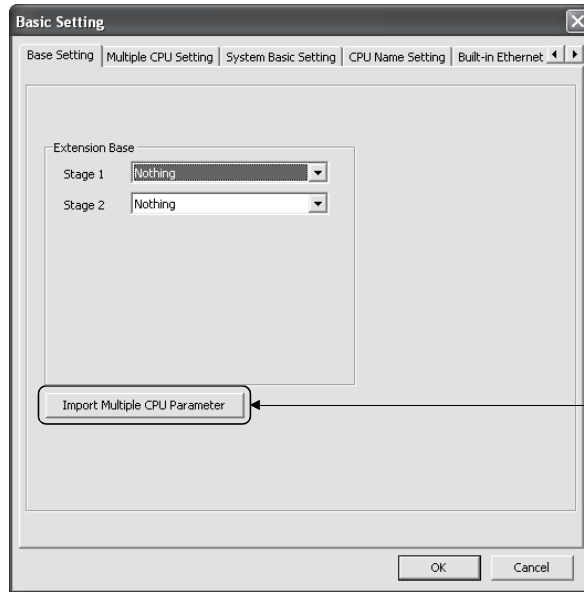 Basic Setting
Base Setting Multiple CPU Setting System Basic Setting CPU Name Setting Built-in Ethernet
Extension Base
Stage 1 Nothing
Stage 2 Nothing
Import Multiple CPU Parameter
OK Cancel